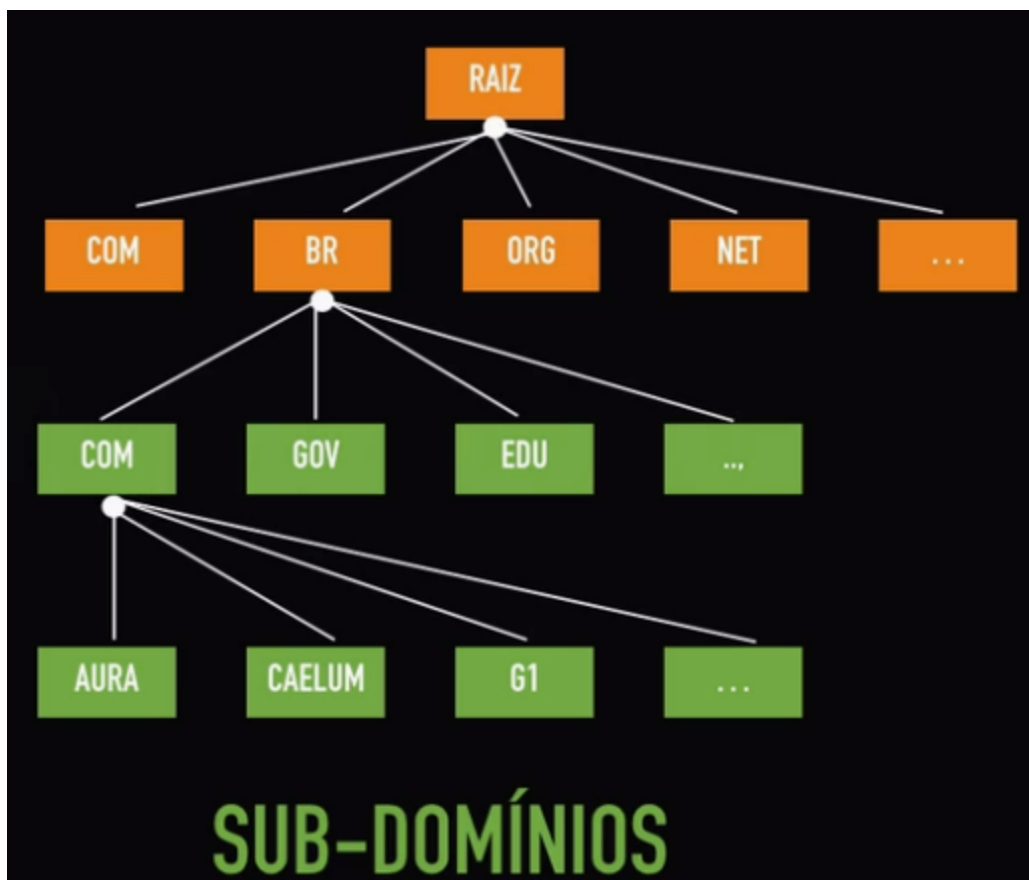 RAIZ
COM BR ORG NET ...
COM GOV EDU ..,
AURA CAELUM G1 ...
SUB-DOMÍNIOS